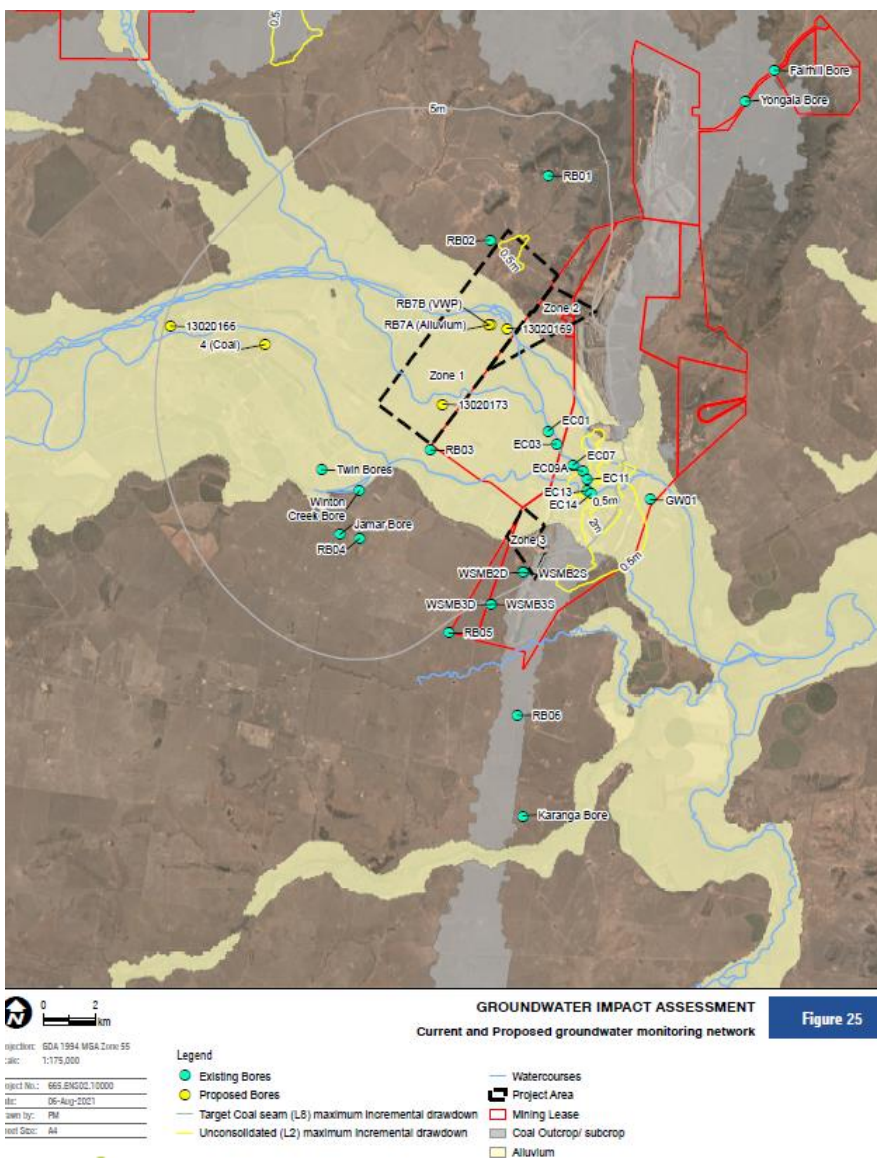 0.5
5m
Fairhill Bore
Yongala Bore
RB01
RB02
0.5m
RB7B (VWP)
Zone 2
RB7A (Alluvium)
13020169
13020166
4 (Coal)
Zone 1
13020173
EC01
EC03
EC07
RB03
EC09A
EC11
Twin Bores
EC13
EC14
0.5m
GW01
Winton
Creek Bore
Jamar Bore
2m
Zone 3
RB04
0.5m
WSMB2D
WSMB2S
WSMB3D
WSMB3S
RB05
RB06
Karanga Bore
N
0 2
km
GROUNDWATER IMPACT ASSESSMENT
Current and Proposed groundwater monitoring network
Figure 25
ojection: GDA 1994 MGA Zone 55
cale: 1:175,000
oject No.: 665.EN502.10000
ate: 06-Aug-2021
awn by: PM
eet Size: A4
Legend
Existing Bores
Proposed Bores
Target Coal seam (L8) maximum Incremental drawdown
Unconsolidated (L2) maximum Incremental drawdown
Watercourses
Project Area
Mining Lease
Coal Outcrop/ subcrop
Alluvium